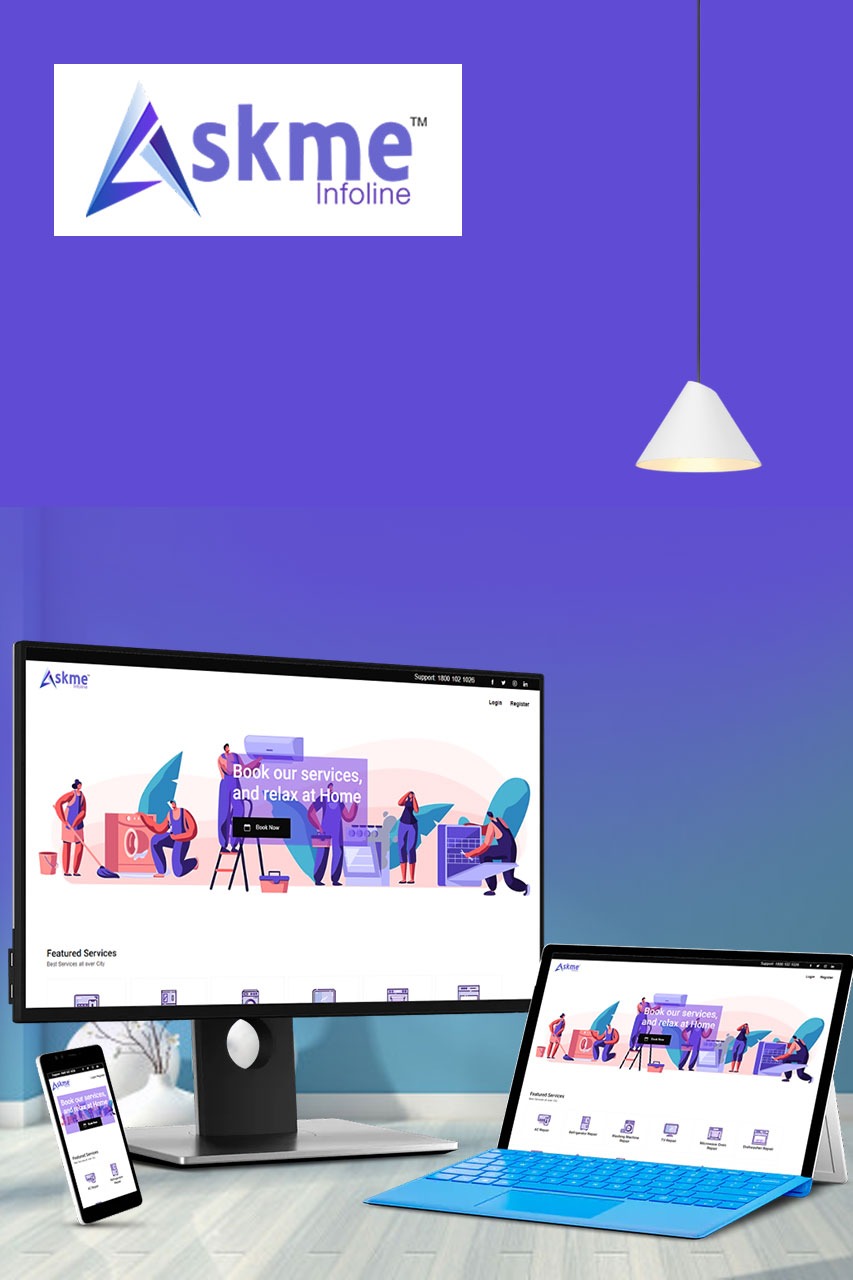 Askme™
Infoline
Askme
Infoline
Support: 1800 102 1026
Login Register
Book our services,
and relax at Home
Book Now
Featured Services
Best Services all over City
Askme
Support: 1800 102 1026
Login Register
Book our services,
and relax at Home
Book Now
Featured Services
AC Repair
Refrigerator Repair
Washing Machine
Repair
TV Repair
Microwave Oven
Repair
Dishwasher Repair
Askme
Book our services,
and relax at Home
Book Now
Featured Services
AC Repair
Refrigerator
Repair